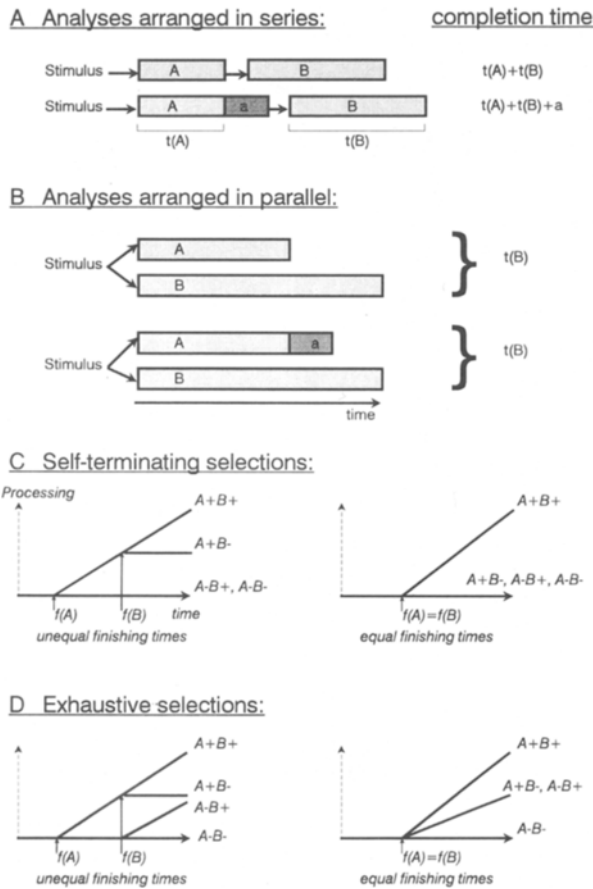 A Analyses arranged in series: completion time
Stimulus A B t(A)+t(B)
Stimulus A a B t(A)+t(B)+a
t(A) t(B)
B Analyses arranged in parallel:
A
Stimulus t(B)
B
A a
Stimulus t(B)
B
time
C Self-terminating selections:
Processing
A+B+ A+B+
A+B-
A-B+, A-B- A+B-, A-B+, A-B-
f(A) f(B) time f(A)=f(B)
unequal finishing times equal finishing times
D Exhaustive selections:
A+B+ A+B+
A+B- A+B-, A-B+
A-B+
A-B- A-B-
f(A) f(B) f(A)=f(B)
unequal finishing times equal finishing times